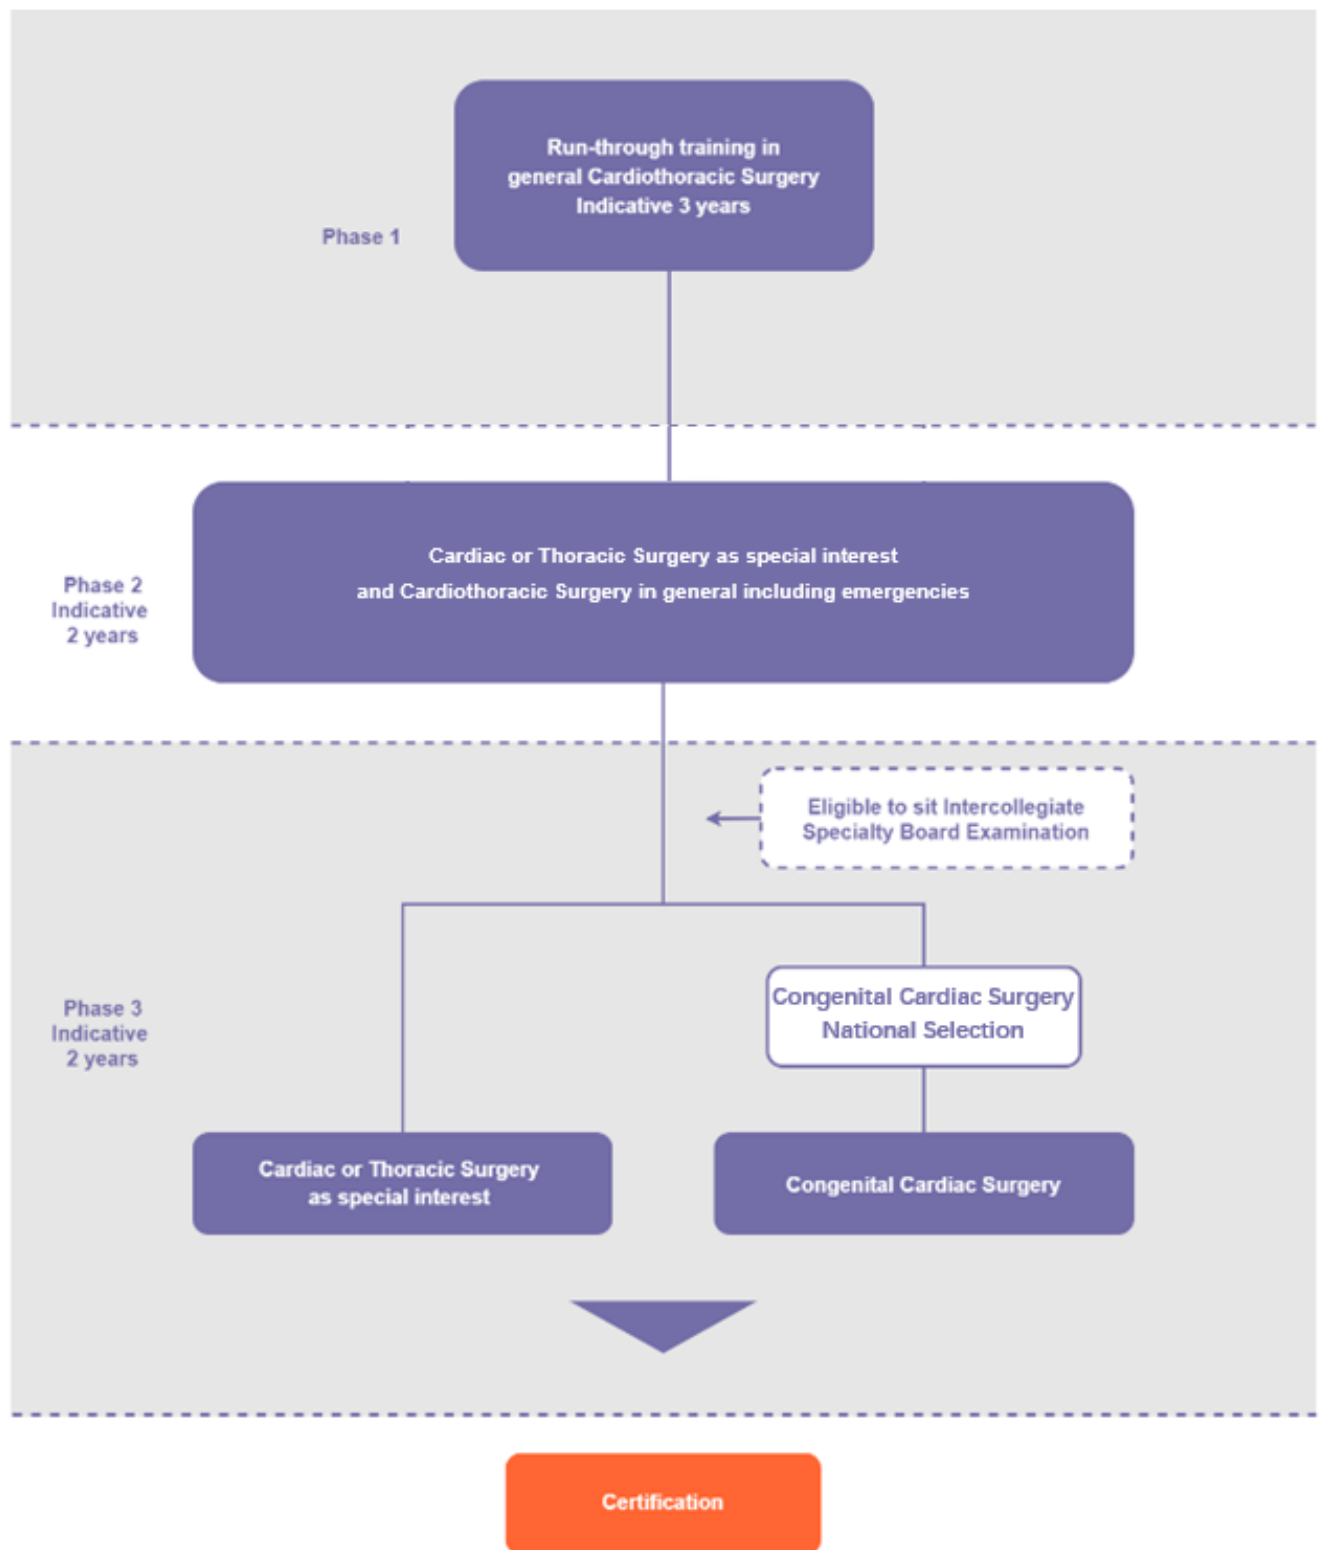 Run-through training in
general Cardiothoracic Surgery
Indicative 3 years
Phase 1
Cardiac or Thoracic Surgery as special interest
and Cardiothoracic Surgery in general including emergencies
Phase 2
Indicative
2 years
Eligible to sit Intercollegiate
Specialty Board Examination
Congenital Cardiac Surgery
National Selection
Phase 3
Indicative
2 years
Cardiac or Thoracic Surgery
as special interest
Congenital Cardiac Surgery
Certification